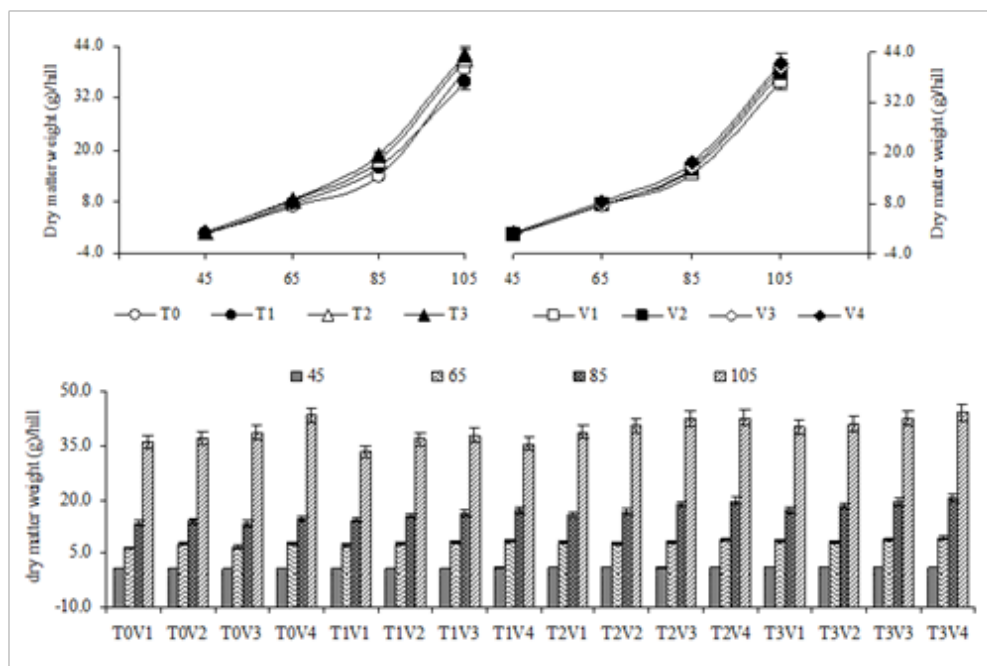 Dry matter weight (g)/hill
44.0
32.0
20.0
8.0
-4.0
45 65 85 105
T0 T1 T2 T3
44.0
32.0
20.0
8.0
-4.0
Dry matter weight (g)/hill
45 65 85 105
V1 V2 V3 V4
45 65 85 105
dry matter weight (g)/hill
50.0
35.0
20.0
5.0
-10.0
T0V1 T0V2 T0V3 T0V4 T1V1 T1V2 T1V3 T1V4 T2V1 T2V2 T2V3 T2V4 T3V1 T3V2 T3V3 T3V4